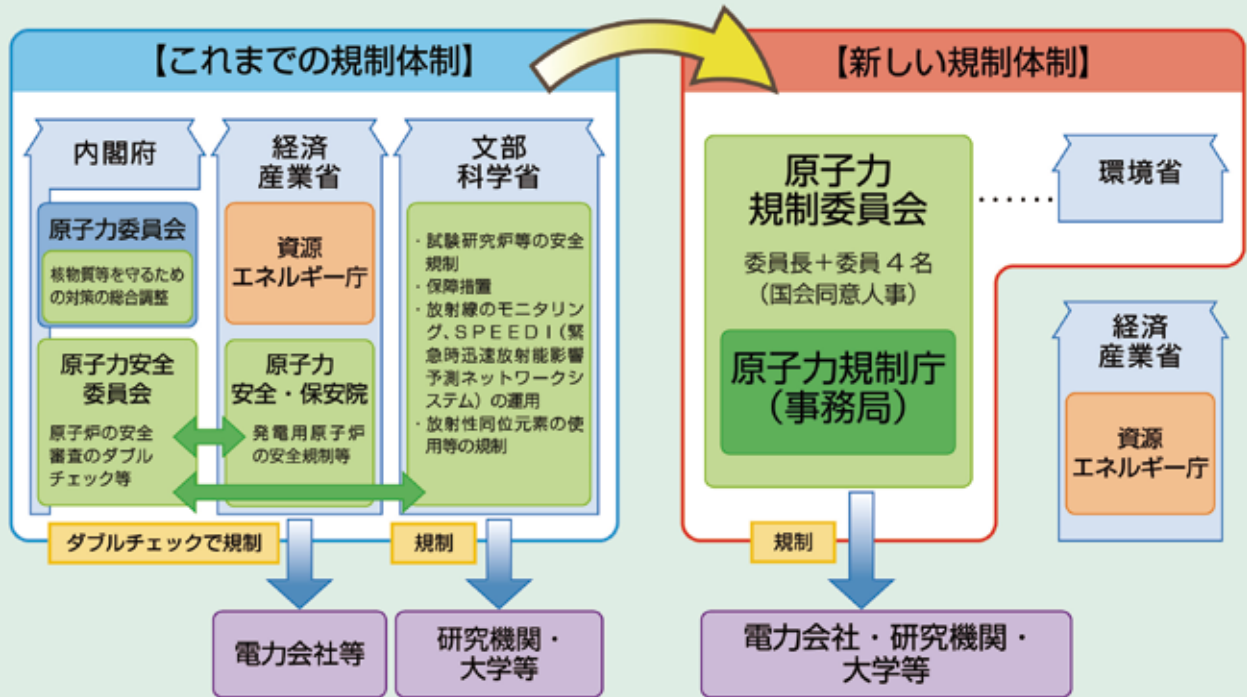 【これまでの規制体制】
内閣府
原子力委員会
核物質等を守るため
の対策の総合調整
原子力安全
委員会
原子炉の安全
審査のダブル
チェック等
経済
産業省
資源
エネルギー庁
原子力
安全・保安院
発電用原子炉
の安全規制等
文部
科学省
・試験研究炉等の安全
規制
・保障措置
・放射線のモニタリン
グ、SPEEDI(緊
急時迅速放射能影響
予測ネットワークシ
ステム)の運用
・放射性同位元素の使
用等の規制
ダブルチェックで規制
規制
電力会社等
研究機関・
大学等
【新しい規制体制】
原子力
規制委員会
委員長+委員4名
(国会同意人事)
原子力規制庁
(事務局)
環境省
経済
産業省
資源
エネルギー庁
規制
電力会社・研究機関・
大学等